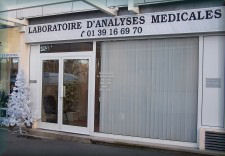 LABORATOIRE D'ANALYSES MEDICALES
✆ 01 39 16 69 70